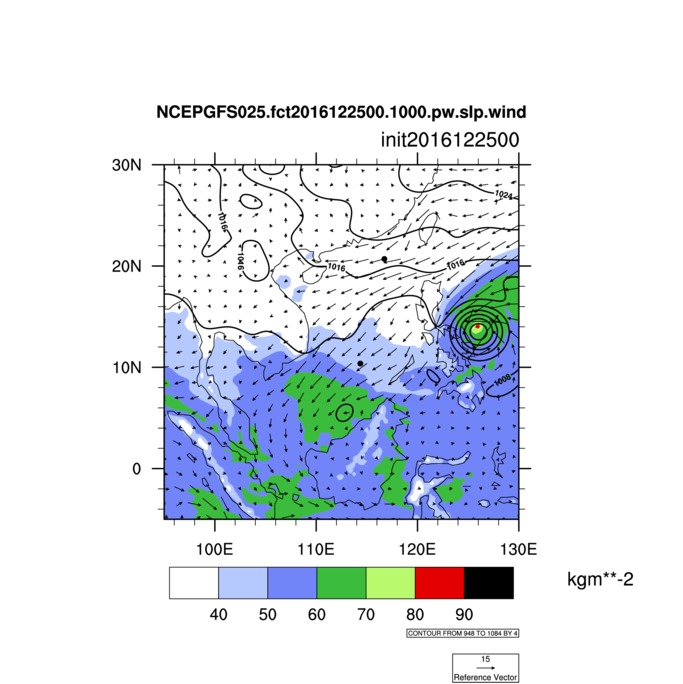 NCEPGFS025.fct2016122500.1000.pw.slp.wind
init2016122500
30N
1024
1016
20N
1046
1016
1016
10N
1008
0
100E
110E
120E
130E
kgm**-2
40
50
60
70
80
90
CONTOUR FROM 948 TO 1084 BY 4
15
Reference Vector